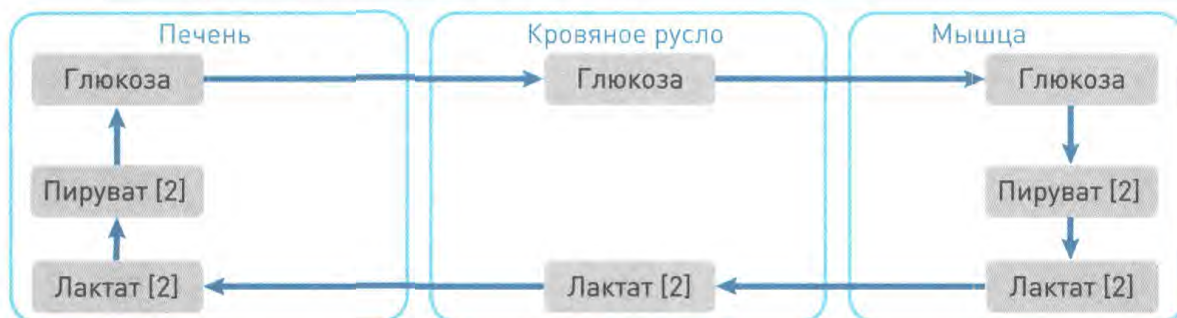 Печень
Кровяное русло
Мышца
Глюкоза
Глюкоза
Глюкоза
Пируват [2]
Пируват [2]
Лактат [2]
Лактат [2]
Лактат [2]